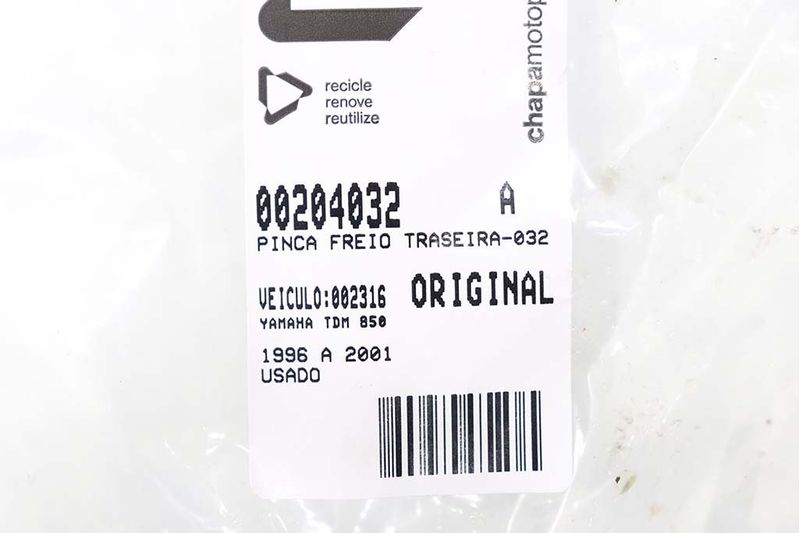 recicle
renove
reutilize
chapamotop
00204032 A
PINCA FREIO TRASEIRA-032
VEICULO:002316 ORIGINAL
YAMAHA TDM 850
1996 A 2001
USADO